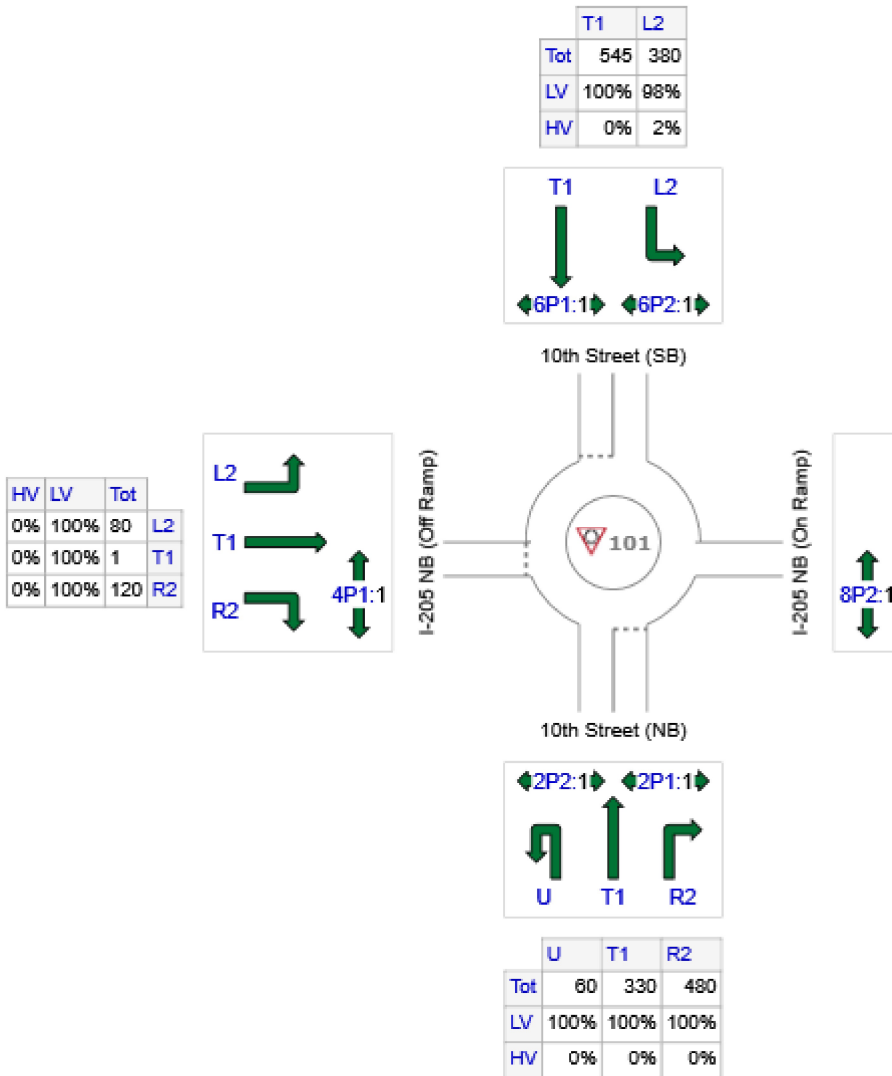 T1 L2
Tot 545 380
LV 100% 98%
HV 0% 2%
T1 L2
6P1:1 6P2:1
10th Street (SB)
HV LV Tot
0% 100% 80 L2
0% 100% 1 T1
0% 100% 120 R2
L2
T1
R2
4P1:1
I-205 NB (Off Ramp)
101
I-205 NB (On Ramp)
8P2:1
10th Street (NB)
2P2:1 2P1:1
U T1 R2
U T1 R2
Tot 60 330 480
LV 100% 100% 100%
HV 0% 0% 0%